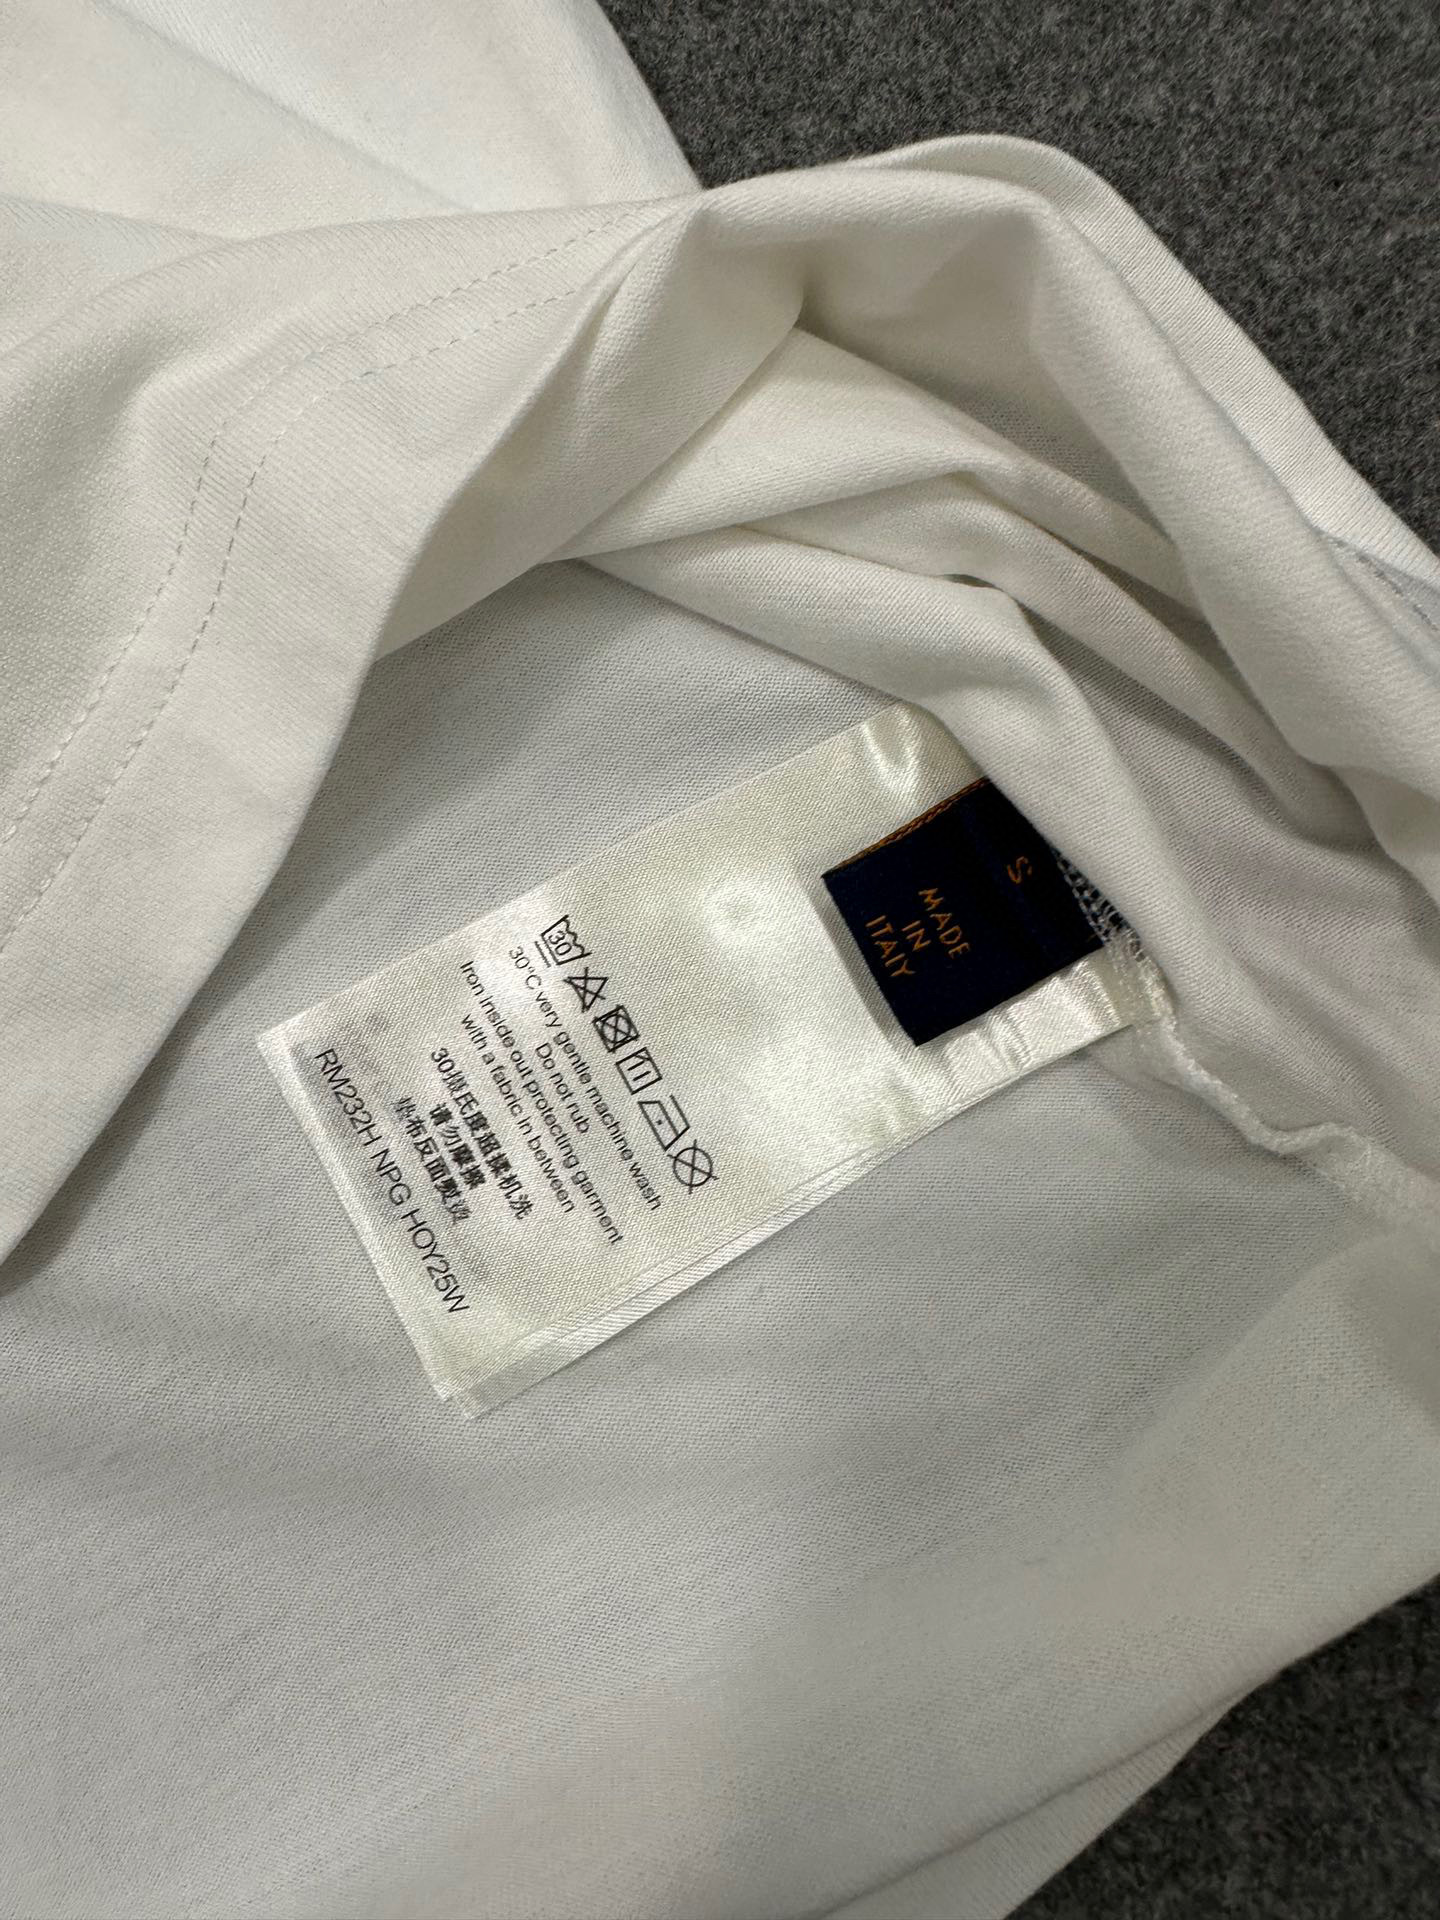 S
MADE
IN
ITALY
30
30°C very gentle machine wash
Do not rub
Iron inside out protecting garment
with a fabric in between
30摄氏度超柔机洗
请勿摩擦
垫布反面熨烫
RM232H NPG HOY25W